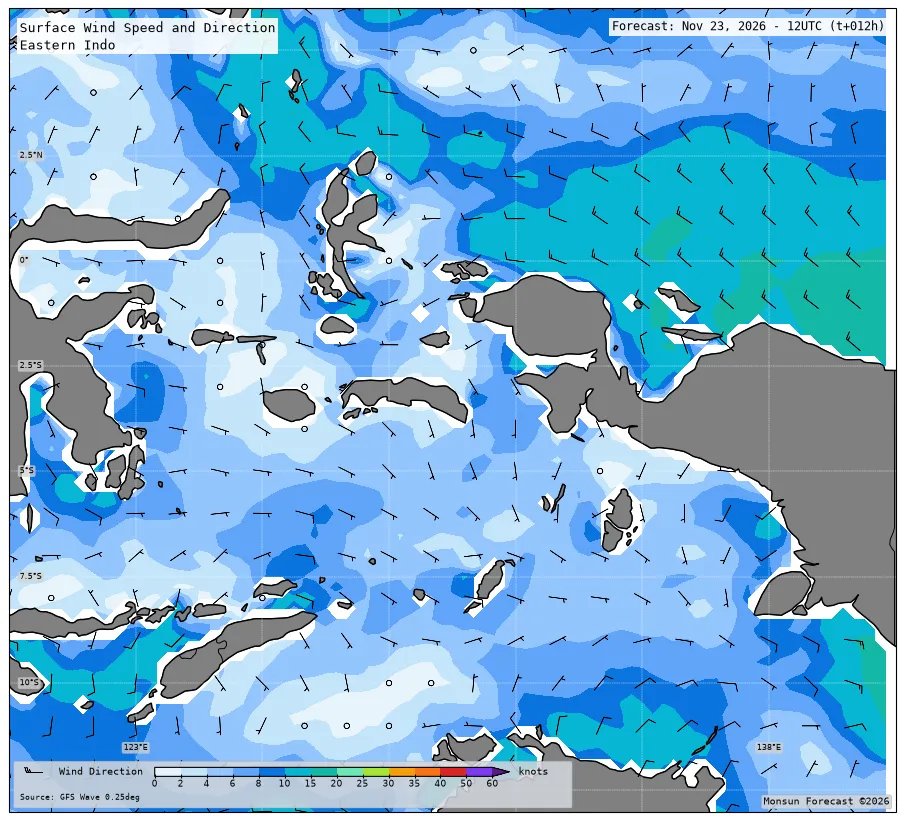 Surface Wind Speed and Direction
Eastern Indo
Forecast: Nov 23, 2026 - 12UTC (t+012h)
2.5°N
0°
2.5°S
5°S
7.5°S
10°S
123°E
138°E
Wind Direction
knots
0 2 4 6 8 10 15 20 25 30 35 40 50 60
Source: GFS Wave 0.25deg
Monsun Forecast ©2026